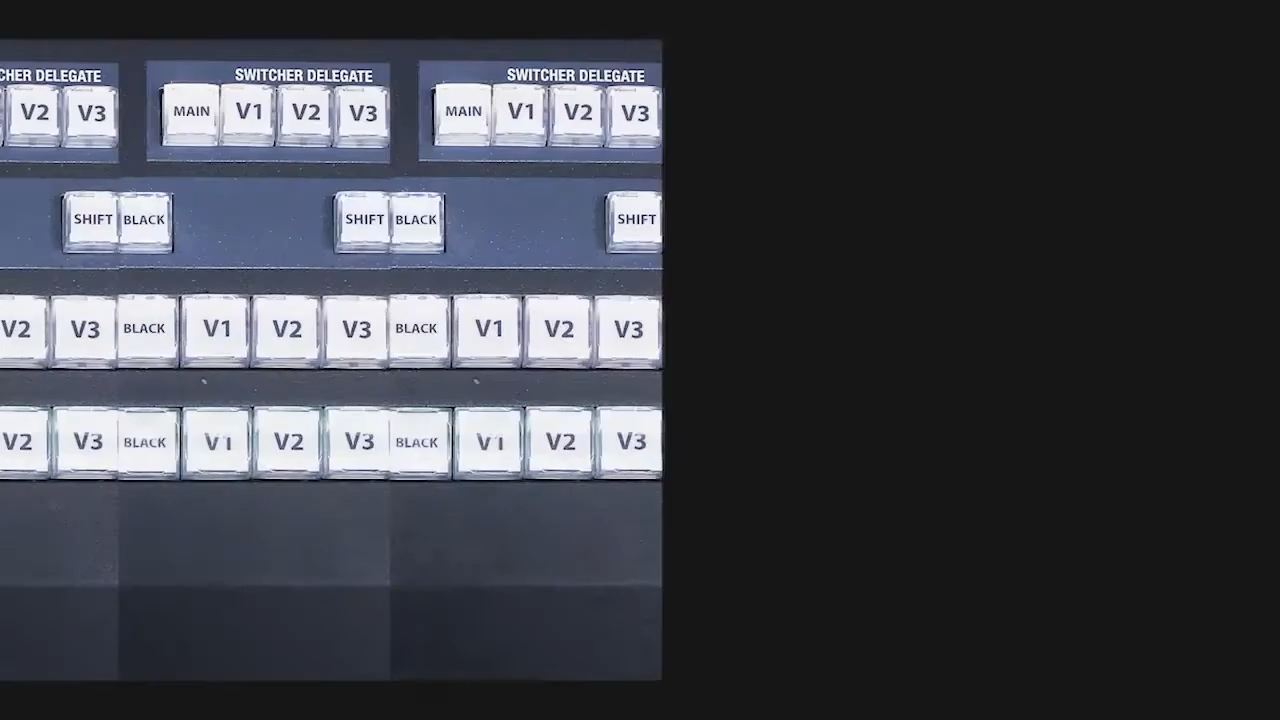 CHER DELEGATE SWITCHER DELEGATE SWITCHER DELEGATE
V2 V3 MAIN V1 V2 V3 MAIN V1 V2 V3
SHIFT BLACK SHIFT BLACK SHIFT
V2 V3 BLACK V1 V2 V3 BLACK V1 V2 V3
V2 V3 BLACK V1 V2 V3 BLACK V1 V2 V3